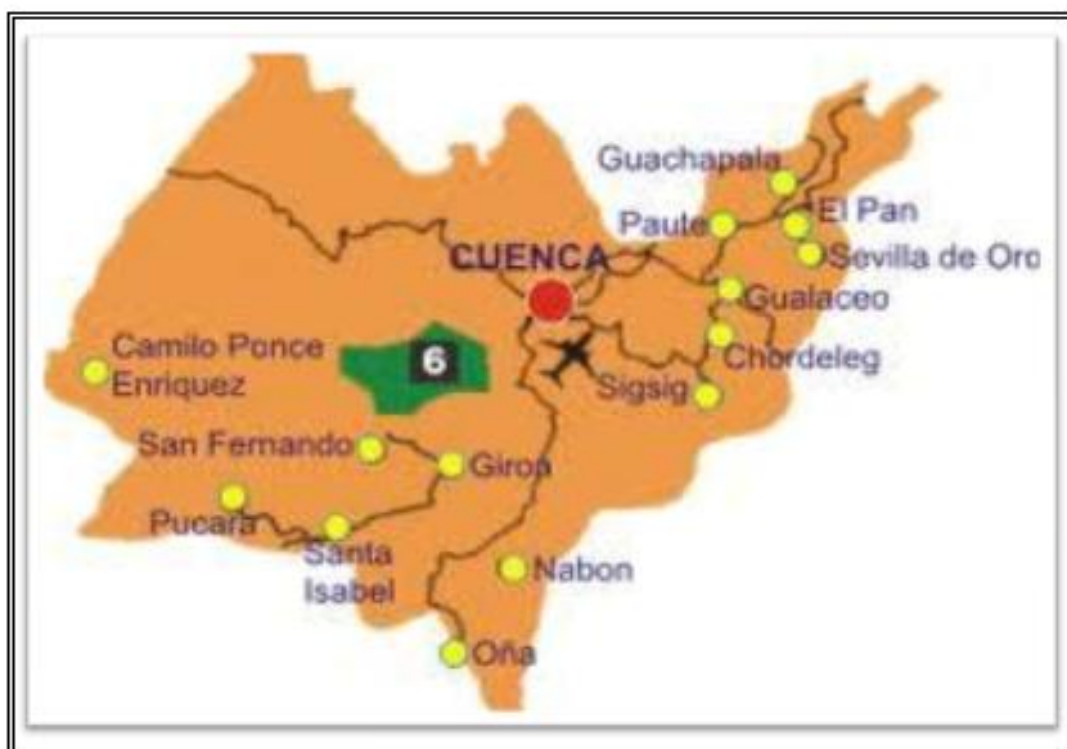 Guachapala
Paute
El Pan
CUENCA
Sevilla de Oro
Gualaceo
Camilo Ponce
Enriquez
6
Chordeleg
Sigsig
San Fernando
Giron
Pucara
Santa
Isabel
Nabon
Oña